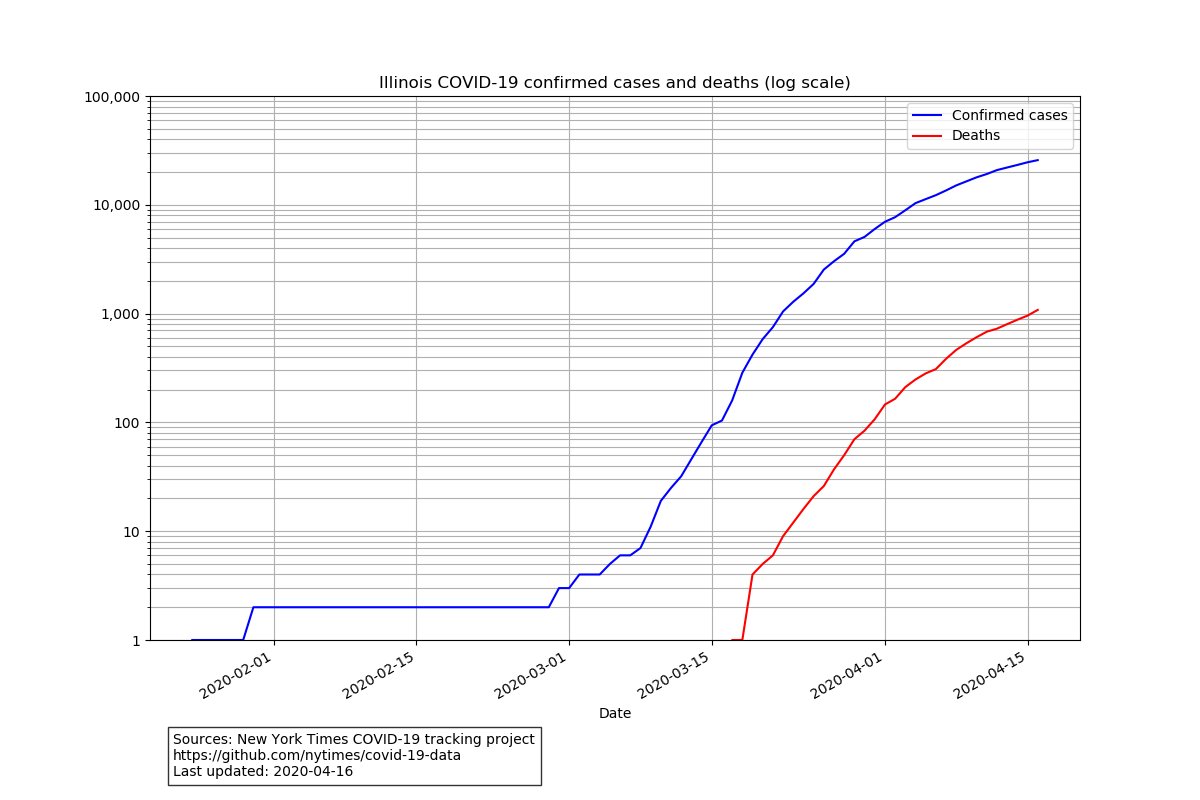 Illinois COVID-19 confirmed cases and deaths (log scale)
100,000
10,000
1,000
100
10
1
Confirmed cases
Deaths
2020-02-01
2020-02-15
2020-03-01
2020-03-15
2020-04-01
2020-04-15
Date
Sources: New York Times COVID-19 tracking project
https://github.com/nytimes/covid-19-data
Last updated: 2020-04-16